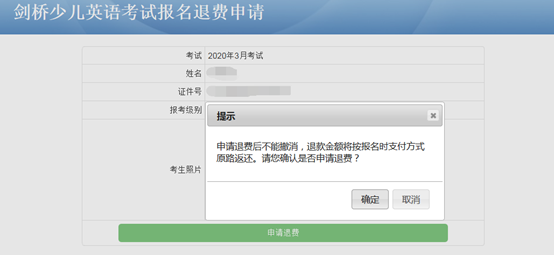 剑桥少儿英语考试报名退费申请
考试 2020年3月考试
姓名
证件号
报考级别
提示
申请退费后不能撤消，退款金额将按报名时支付方式
原路返还。请您确认是否申请退费？
考生照片
确定 取消
申请退费